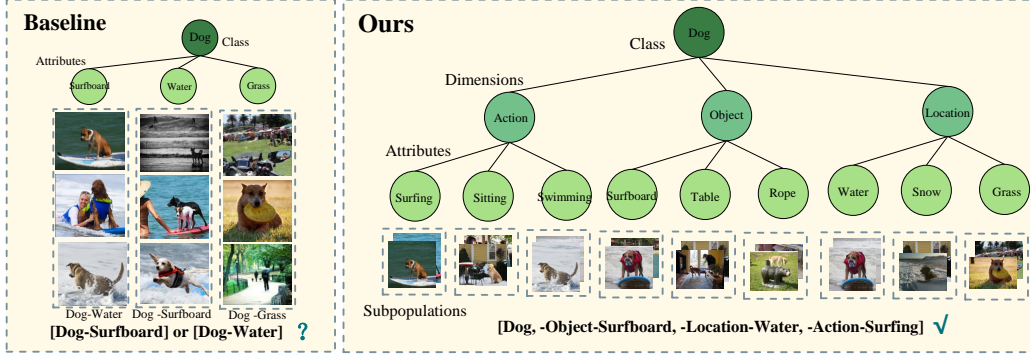 Baseline
Dog
Class
Attributes
Surfboard
Water
Grass
Dog-Water
Dog -Surfboard
Dog -Grass
[Dog-Surfboard] or [Dog-Water] ?
Ours
Dog
Class
Dimensions
Action
Object
Location
Attributes
Surfing
Sitting
Swimming
Surfboard
Table
Rope
Water
Snow
Grass
Subpopulations
[Dog, -Object-Surfboard, -Location-Water, -Action-Surfing] √